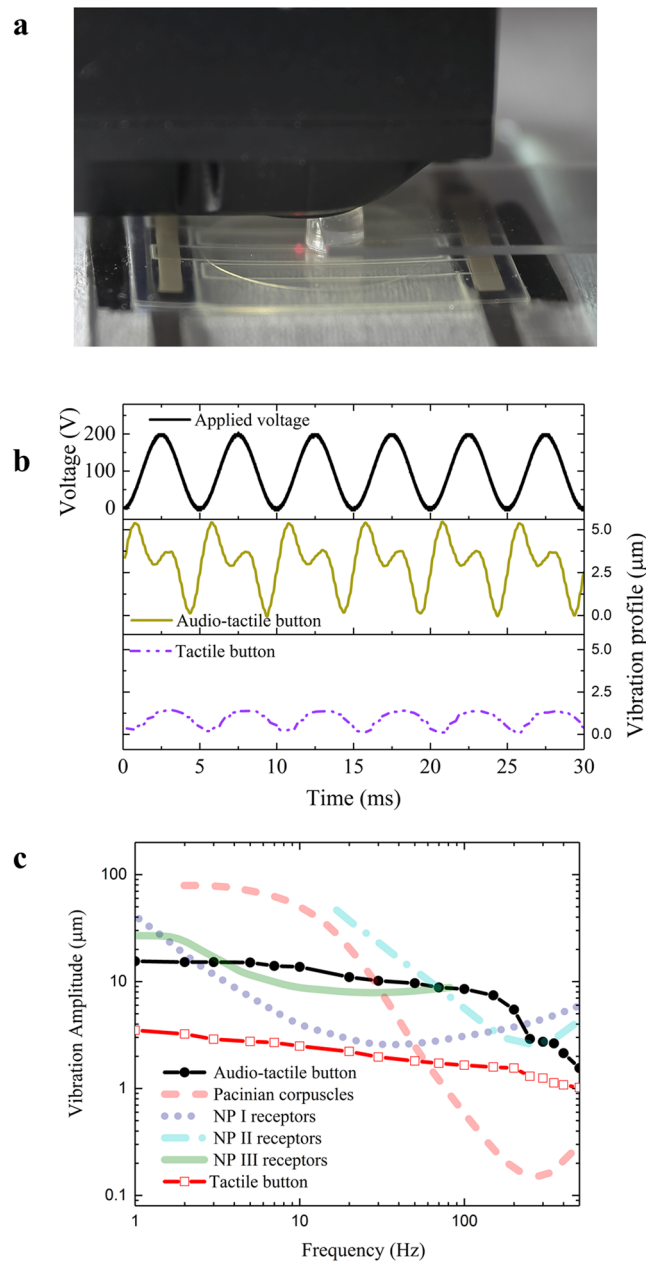 a
b
Voltage (V)
200
100
0
Applied voltage
Audio-tactile button
Tactile button
5.0
2.5
0.0
5.0
2.5
0.0
Vibration profile (μm)
0 5 10 15 20 25 30
Time (ms)
c
Vibration Amplitude (μm)
100
10
1
0.1
Audio-tactile button
Pacinian corpuscles
NP I receptors
NP II receptors
NP III receptors
Tactile button
1 10 100
Frequency (Hz)